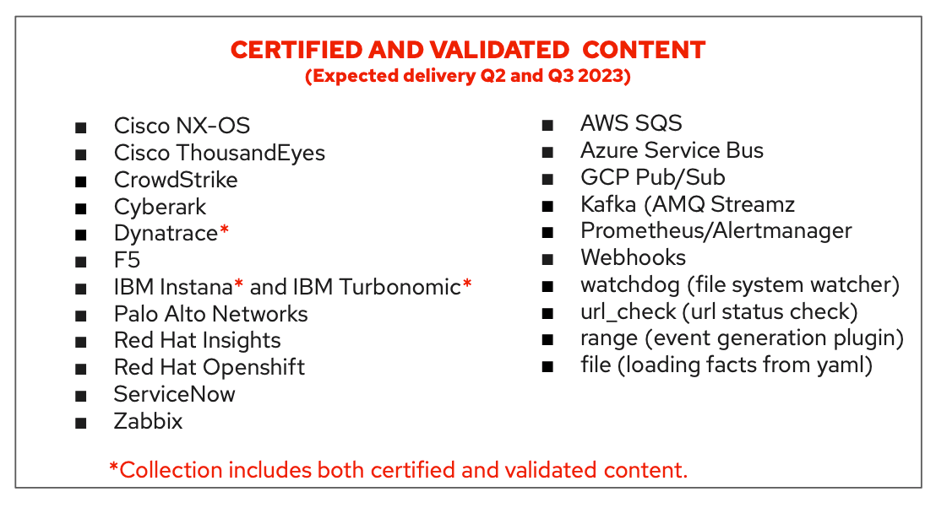 CERTIFIED AND VALIDATED CONTENT
(Expected delivery Q2 and Q3 2023)
■ Cisco NX-OS
■ Cisco ThousandEyes
■ CrowdStrike
■ Cyberark
■ Dynatrace*
■ F5
■ IBM Instana* and IBM Turbonomic*
■ Palo Alto Networks
■ Red Hat Insights
■ Red Hat Openshift
■ ServiceNow
■ Zabbix
■ AWS SQS
■ Azure Service Bus
■ GCP Pub/Sub
■ Kafka (AMQ Streamz
■ Prometheus/Alertmanager
■ Webhooks
■ watchdog (file system watcher)
■ url_check (url status check)
■ range (event generation plugin)
■ file (loading facts from yaml)
*Collection includes both certified and validated content.